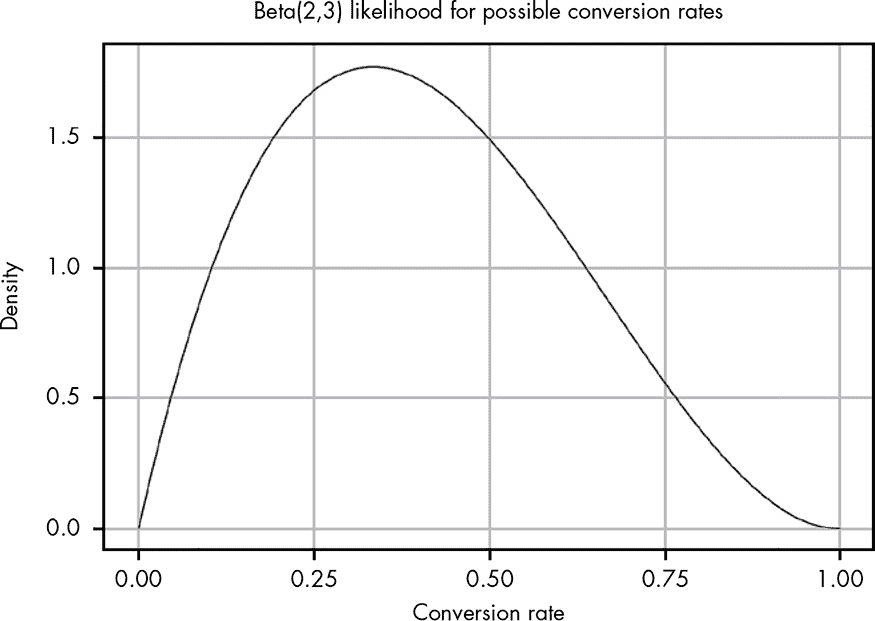 Beta(2,3) likelihood for possible conversion rates
Density
1.5
1.0
0.5
0.0
0.00 0.25 0.50 0.75 1.00
Conversion rate